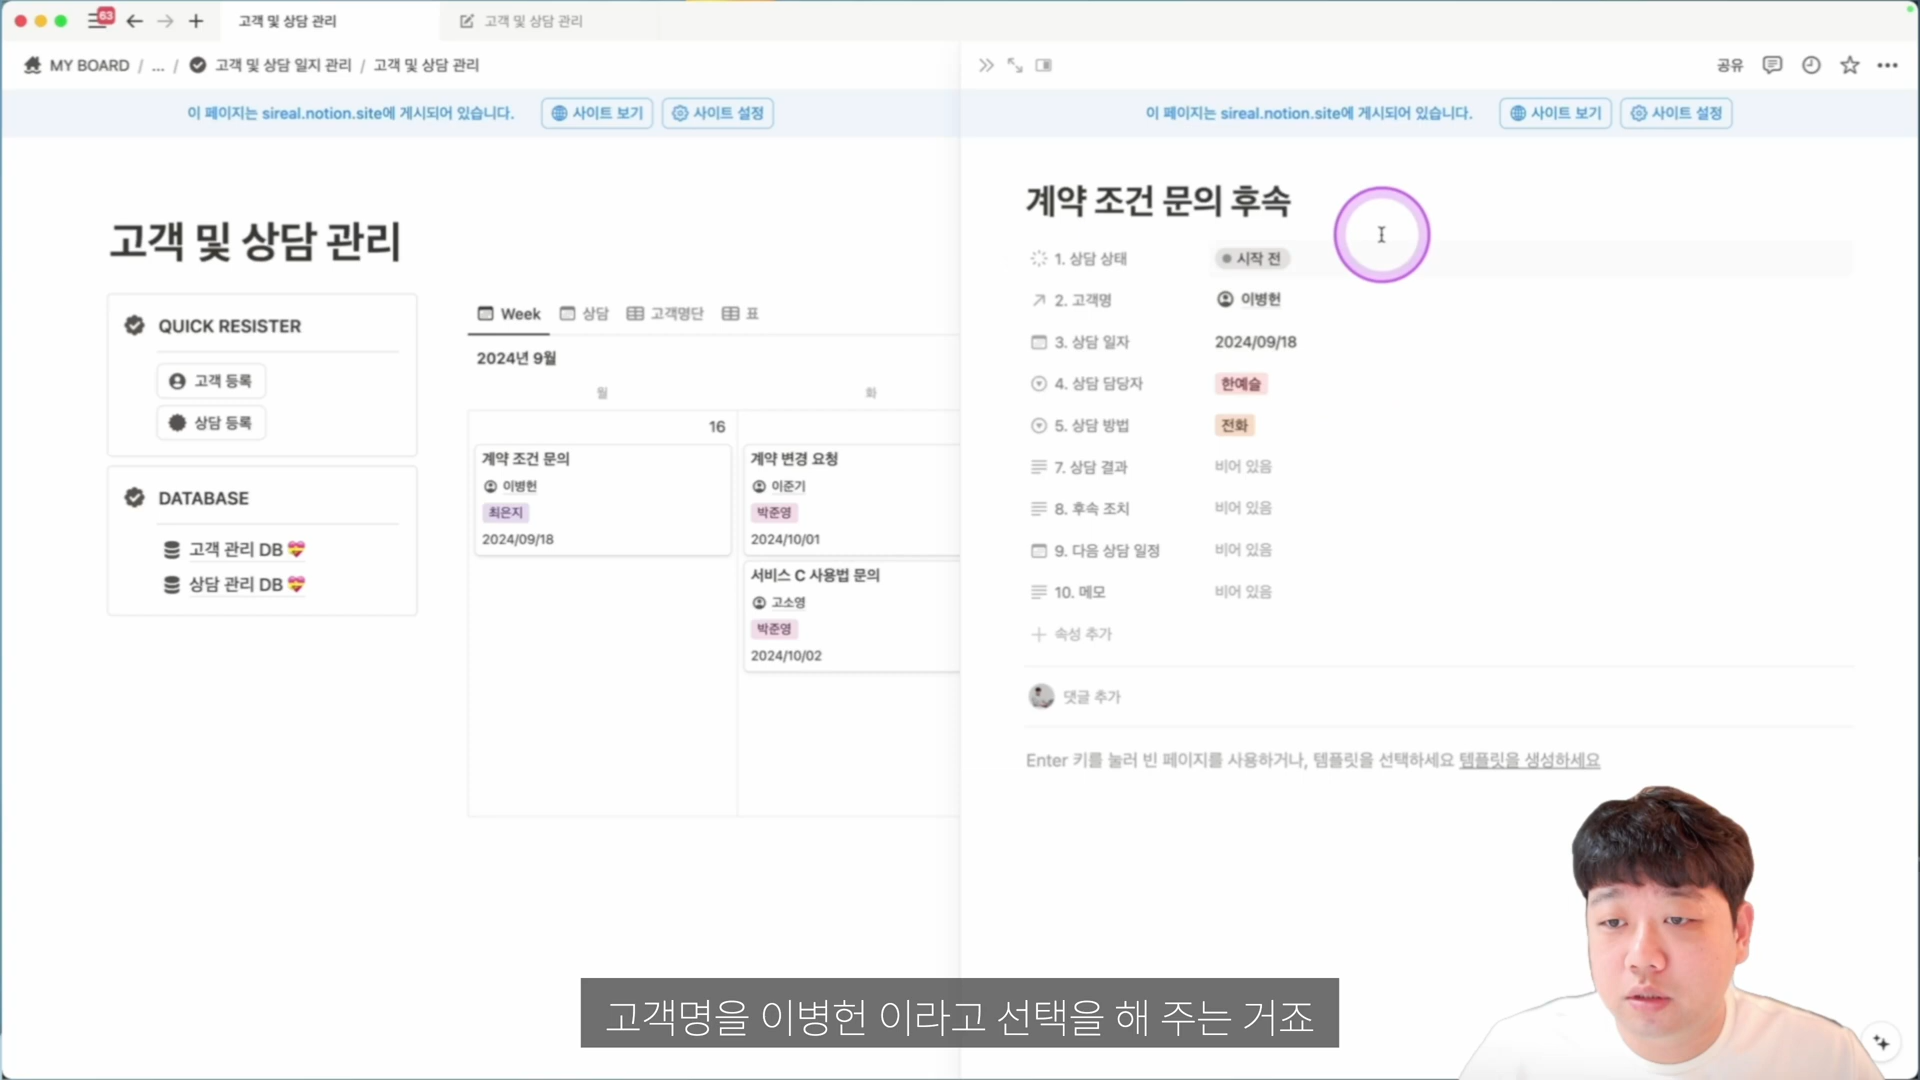 63
고객 및 상담 관리
고객 및 상담 관리
MY BOARD / ... / 고객 및 상담 일지 관리 / 고객 및 상담 관리
이 페이지는 sireal.notion.site에 게시되어 있습니다. 사이트 보기 사이트 설정
고객 및 상담 관리
QUICK RESISTER
고객 등록
상담 등록
DATABASE
고객 관리 DB 💝
상담 관리 DB 💝
Week 상담 고객명단 표
2024년 9월
월 화
16
계약 조건 문의
이병헌
최은지
2024/09/18
계약 변경 요청
이준기
박준영
2024/10/01
서비스 C 사용법 문의
고소영
박준영
2024/10/02
공유
이 페이지는 sireal.notion.site에 게시되어 있습니다. 사이트 보기 사이트 설정
계약 조건 문의 후속
1. 상담 상태 시작 전
2. 고객명 이병헌
3. 상담 일자 2024/09/18
4. 상담 담당자 한예슬
5. 상담 방법 전화
7. 상담 결과 비어 있음
8. 후속 조치 비어 있음
9. 다음 상담 일정 비어 있음
10. 메모 비어 있음
속성 추가
댓글 추가
Enter 키를 눌러 빈 페이지를 사용하거나, 템플릿을 선택하세요 템플릿을 생성하세요
고객명을 이병헌 이라고 선택을 해 주는 거죠